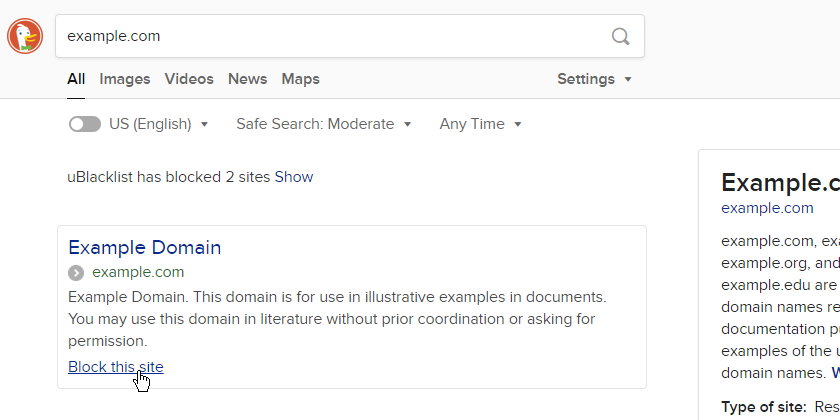 example.com
All Images Videos News Maps Settings
US (English) Safe Search: Moderate Any Time
uBlacklist has blocked 2 sites Show
Example Domain
example.com
Example Domain. This domain is for use in illustrative examples in documents.
You may use this domain in literature without prior coordination or asking for
permission.
Block this site
Example.c
example.com
example.com, exa
example.org, and
example.edu are
domain names re
documentation p
examples of the u
domain names. W
Type of site: Res